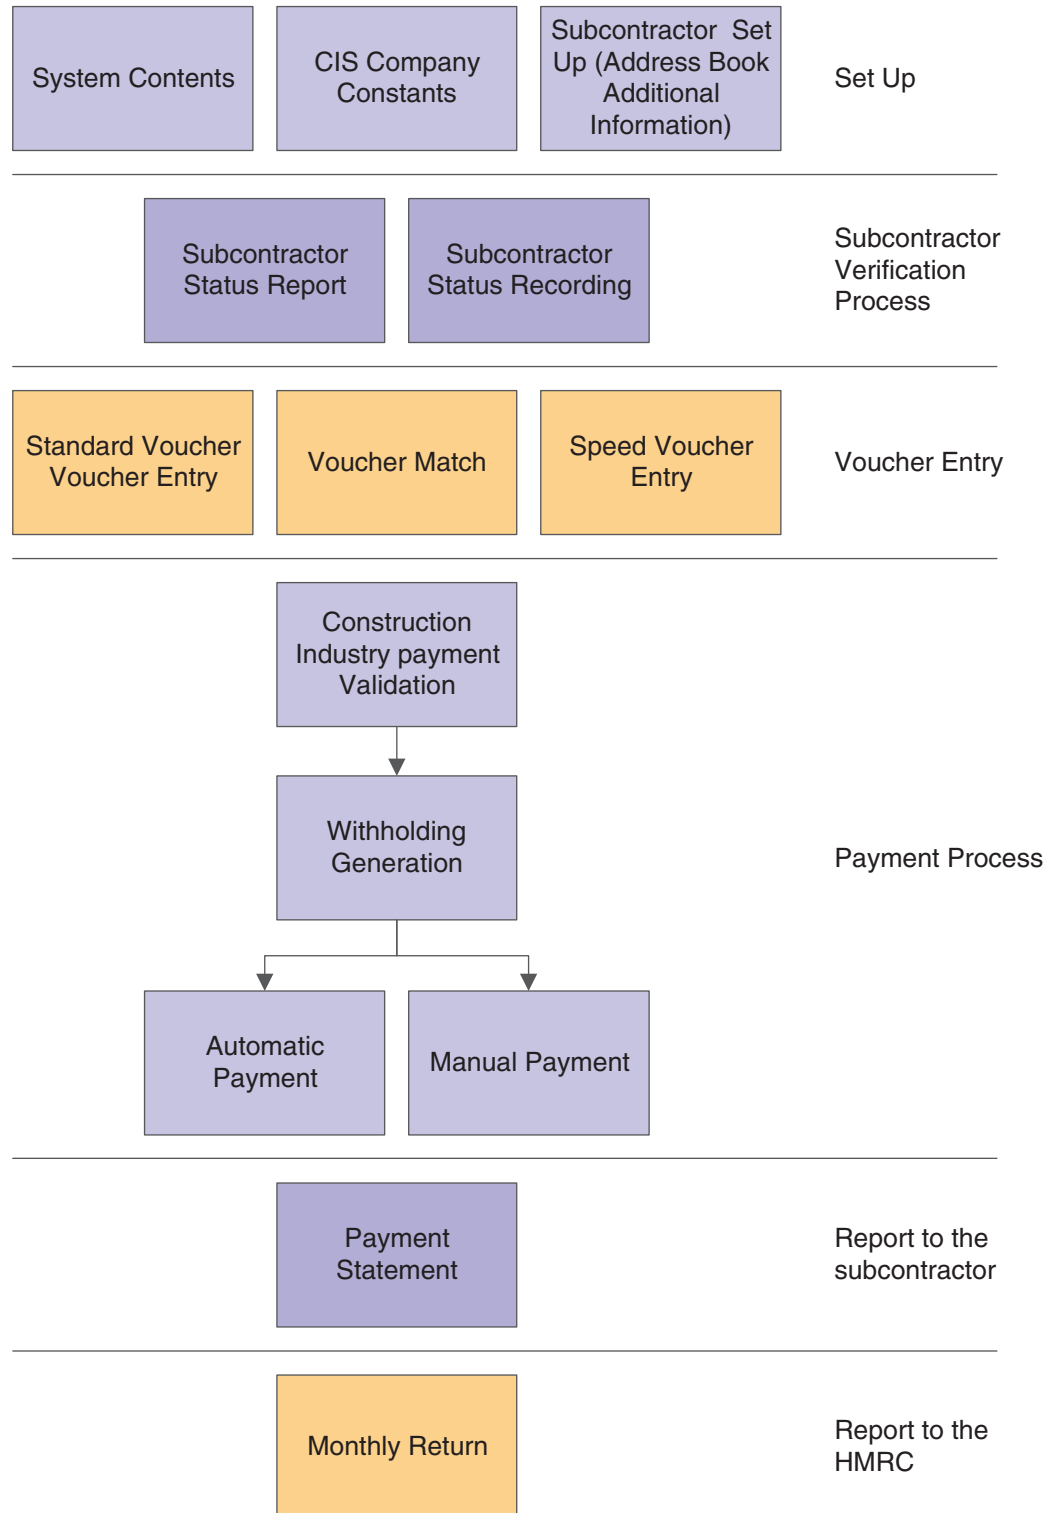 System Contents
CIS Company
Constants
Subcontractor Set
Up (Address Book
Additional
Information)
Set Up
Subcontractor
Status Report
Subcontractor
Status Recording
Subcontractor
Verification
Process
Standard Voucher
Voucher Entry
Voucher Match
Speed Voucher
Entry
Voucher Entry
Construction
Industry payment
Validation
Withholding
Generation
Payment Process
Automatic
Payment
Manual Payment
Payment
Statement
Report to the
subcontractor
Monthly Return
Report to the
HMRC